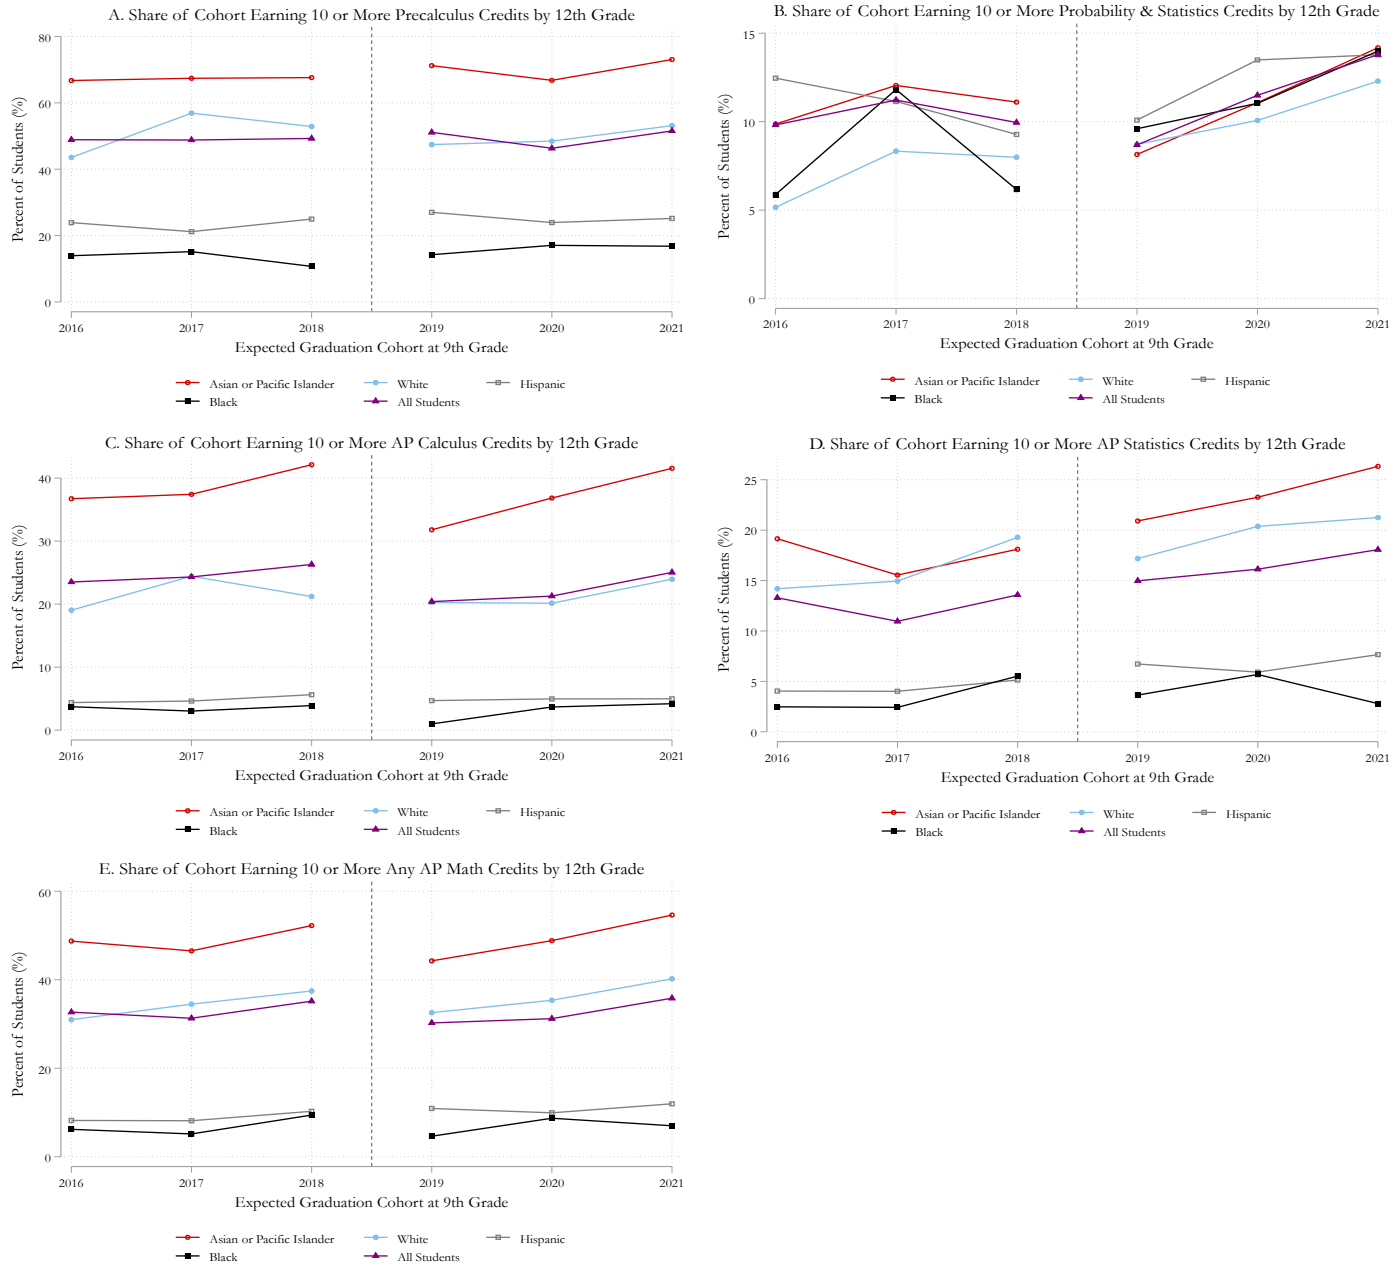 A. Share of Cohort Earning 10 or More Precalculus Credits by 12th Grade
Percent of Students (%)
80
60
40
20
0
2016 2017 2018 2019 2020 2021
Expected Graduation Cohort at 9th Grade
Asian or Pacific Islander White Hispanic
Black All Students
B. Share of Cohort Earning 10 or More Probability & Statistics Credits by 12th Grade
Percent of Students (%)
15
10
5
0
2016 2017 2018 2019 2020 2021
Expected Graduation Cohort at 9th Grade
Asian or Pacific Islander White Hispanic
Black All Students
C. Share of Cohort Earning 10 or More AP Calculus Credits by 12th Grade
Percent of Students (%)
40
30
20
10
0
2016 2017 2018 2019 2020 2021
Expected Graduation Cohort at 9th Grade
Asian or Pacific Islander White Hispanic
Black All Students
D. Share of Cohort Earning 10 or More AP Statistics Credits by 12th Grade
Percent of Students (%)
25
20
15
10
5
0
2016 2017 2018 2019 2020 2021
Expected Graduation Cohort at 9th Grade
Asian or Pacific Islander White Hispanic
Black All Students
E. Share of Cohort Earning 10 or More Any AP Math Credits by 12th Grade
Percent of Students (%)
60
40
20
0
2016 2017 2018 2019 2020 2021
Expected Graduation Cohort at 9th Grade
Asian or Pacific Islander White Hispanic
Black All Students